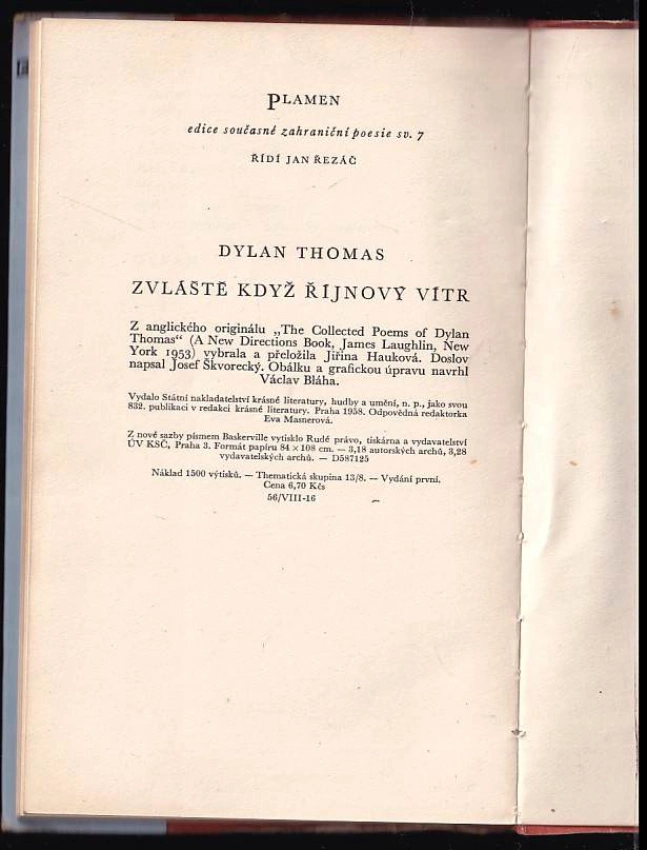 PLAMEN
edice současné zahraniční poesie sv. 7
ŘÍDÍ JAN ŘEZÁČ
DYLAN THOMAS
ZVLÁŠTĚ KDYŽ ŘÍJNOVÝ VÍTR
Z anglického originálu „The Collected Poems of Dylan
Thomas“ (A New Directions Book, James Laughlin, New
York 1953) vybrala a přeložila Jiřina Hauková. Doslov
napsal Josef Škvorecký. Obálku a grafickou úpravu navrhl
Václav Bláha.
Vydalo Státní nakladatelství krásné literatury, hudby a umění, n. p., jako svou
832. publikaci v redakci krásné literatury. Praha 1958. Odpovědná redaktorka
Eva Masnerová.
Z nové sazby písmem Baskerville vytisklo Rudé právo, tiskárna a vydavatelství
ÚV KSČ, Praha 3. Formát papíru 84 × 108 cm. — 3,18 autorských archů, 3,28
vydavatelských archů. — D587125
Náklad 1500 výtisků. — Thematická skupina 13/8. — Vydání první.
Cena 6,70 Kčs
56/VIII-16